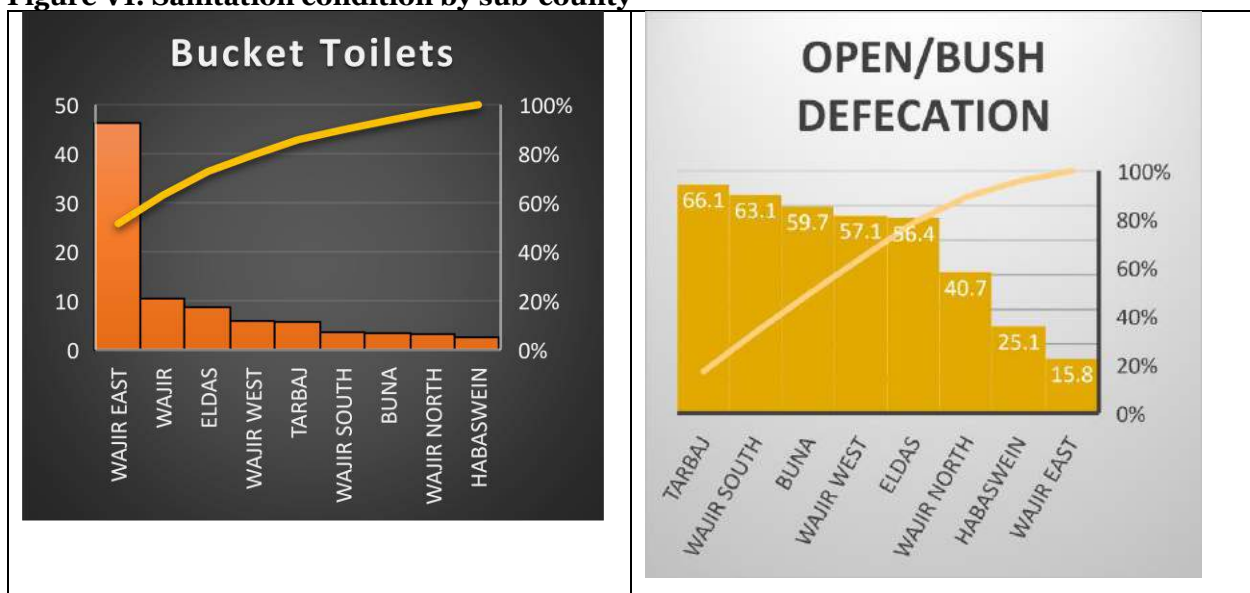 Figure VI: Sanitation condition by sub-county
Bucket Toilets
50
40
30
20
10
0
100%
80%
60%
40%
20%
0%
WAJIR EAST
WAJIR
ELDAS
WAJIR WEST
TARBAJ
WAJIR SOUTH
BUNA
WAJIR NORTH
HABASWEIN
OPEN/BUSH
DEFECATION
66.1
63.1
59.7
57.1
56.4
40.7
25.1
15.8
100%
80%
60%
40%
20%
0%
TARBAJ
WAJIR SOUTH
BUNA
WAJIR WEST
ELDAS
WAJIR NORTH
HABASWEIN
WAJIR EAST